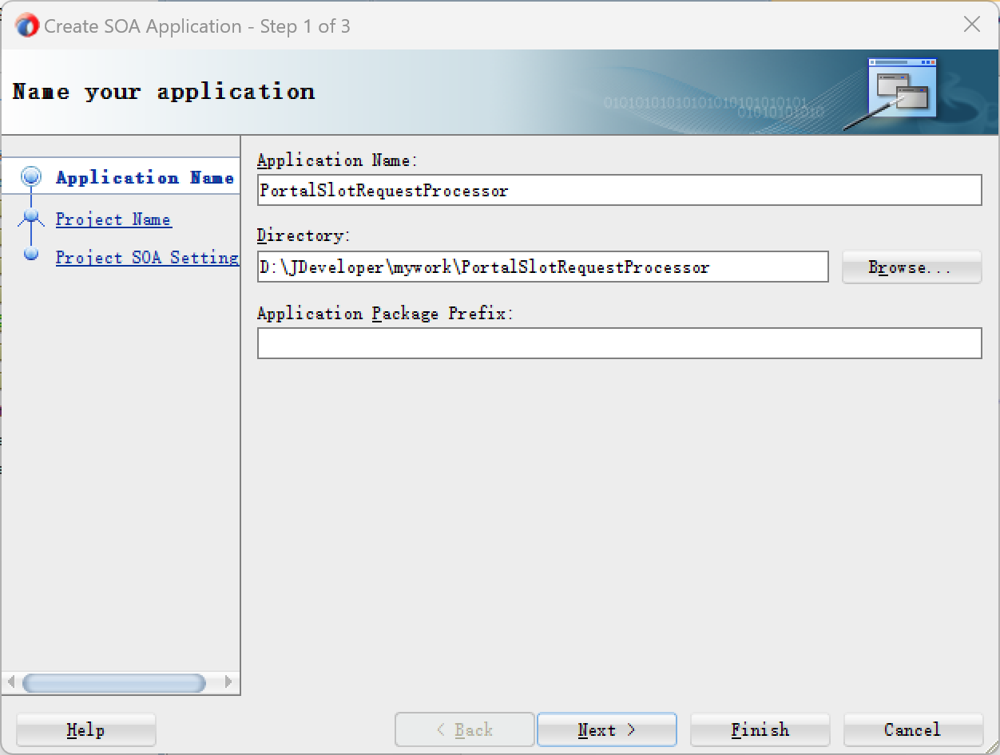 Create SOA Application - Step 1 of 3
Name your application
010101010101010101010101
01010101010
Application Name
Project Name
Project SOA Setting
Application Name:
PortalSlotRequestProcessor
Directory:
D:\JDeveloper\mywork\PortalSlotRequestProcessor
Browse...
Application Package Prefix:
Help
< Back
Next >
Finish
Cancel